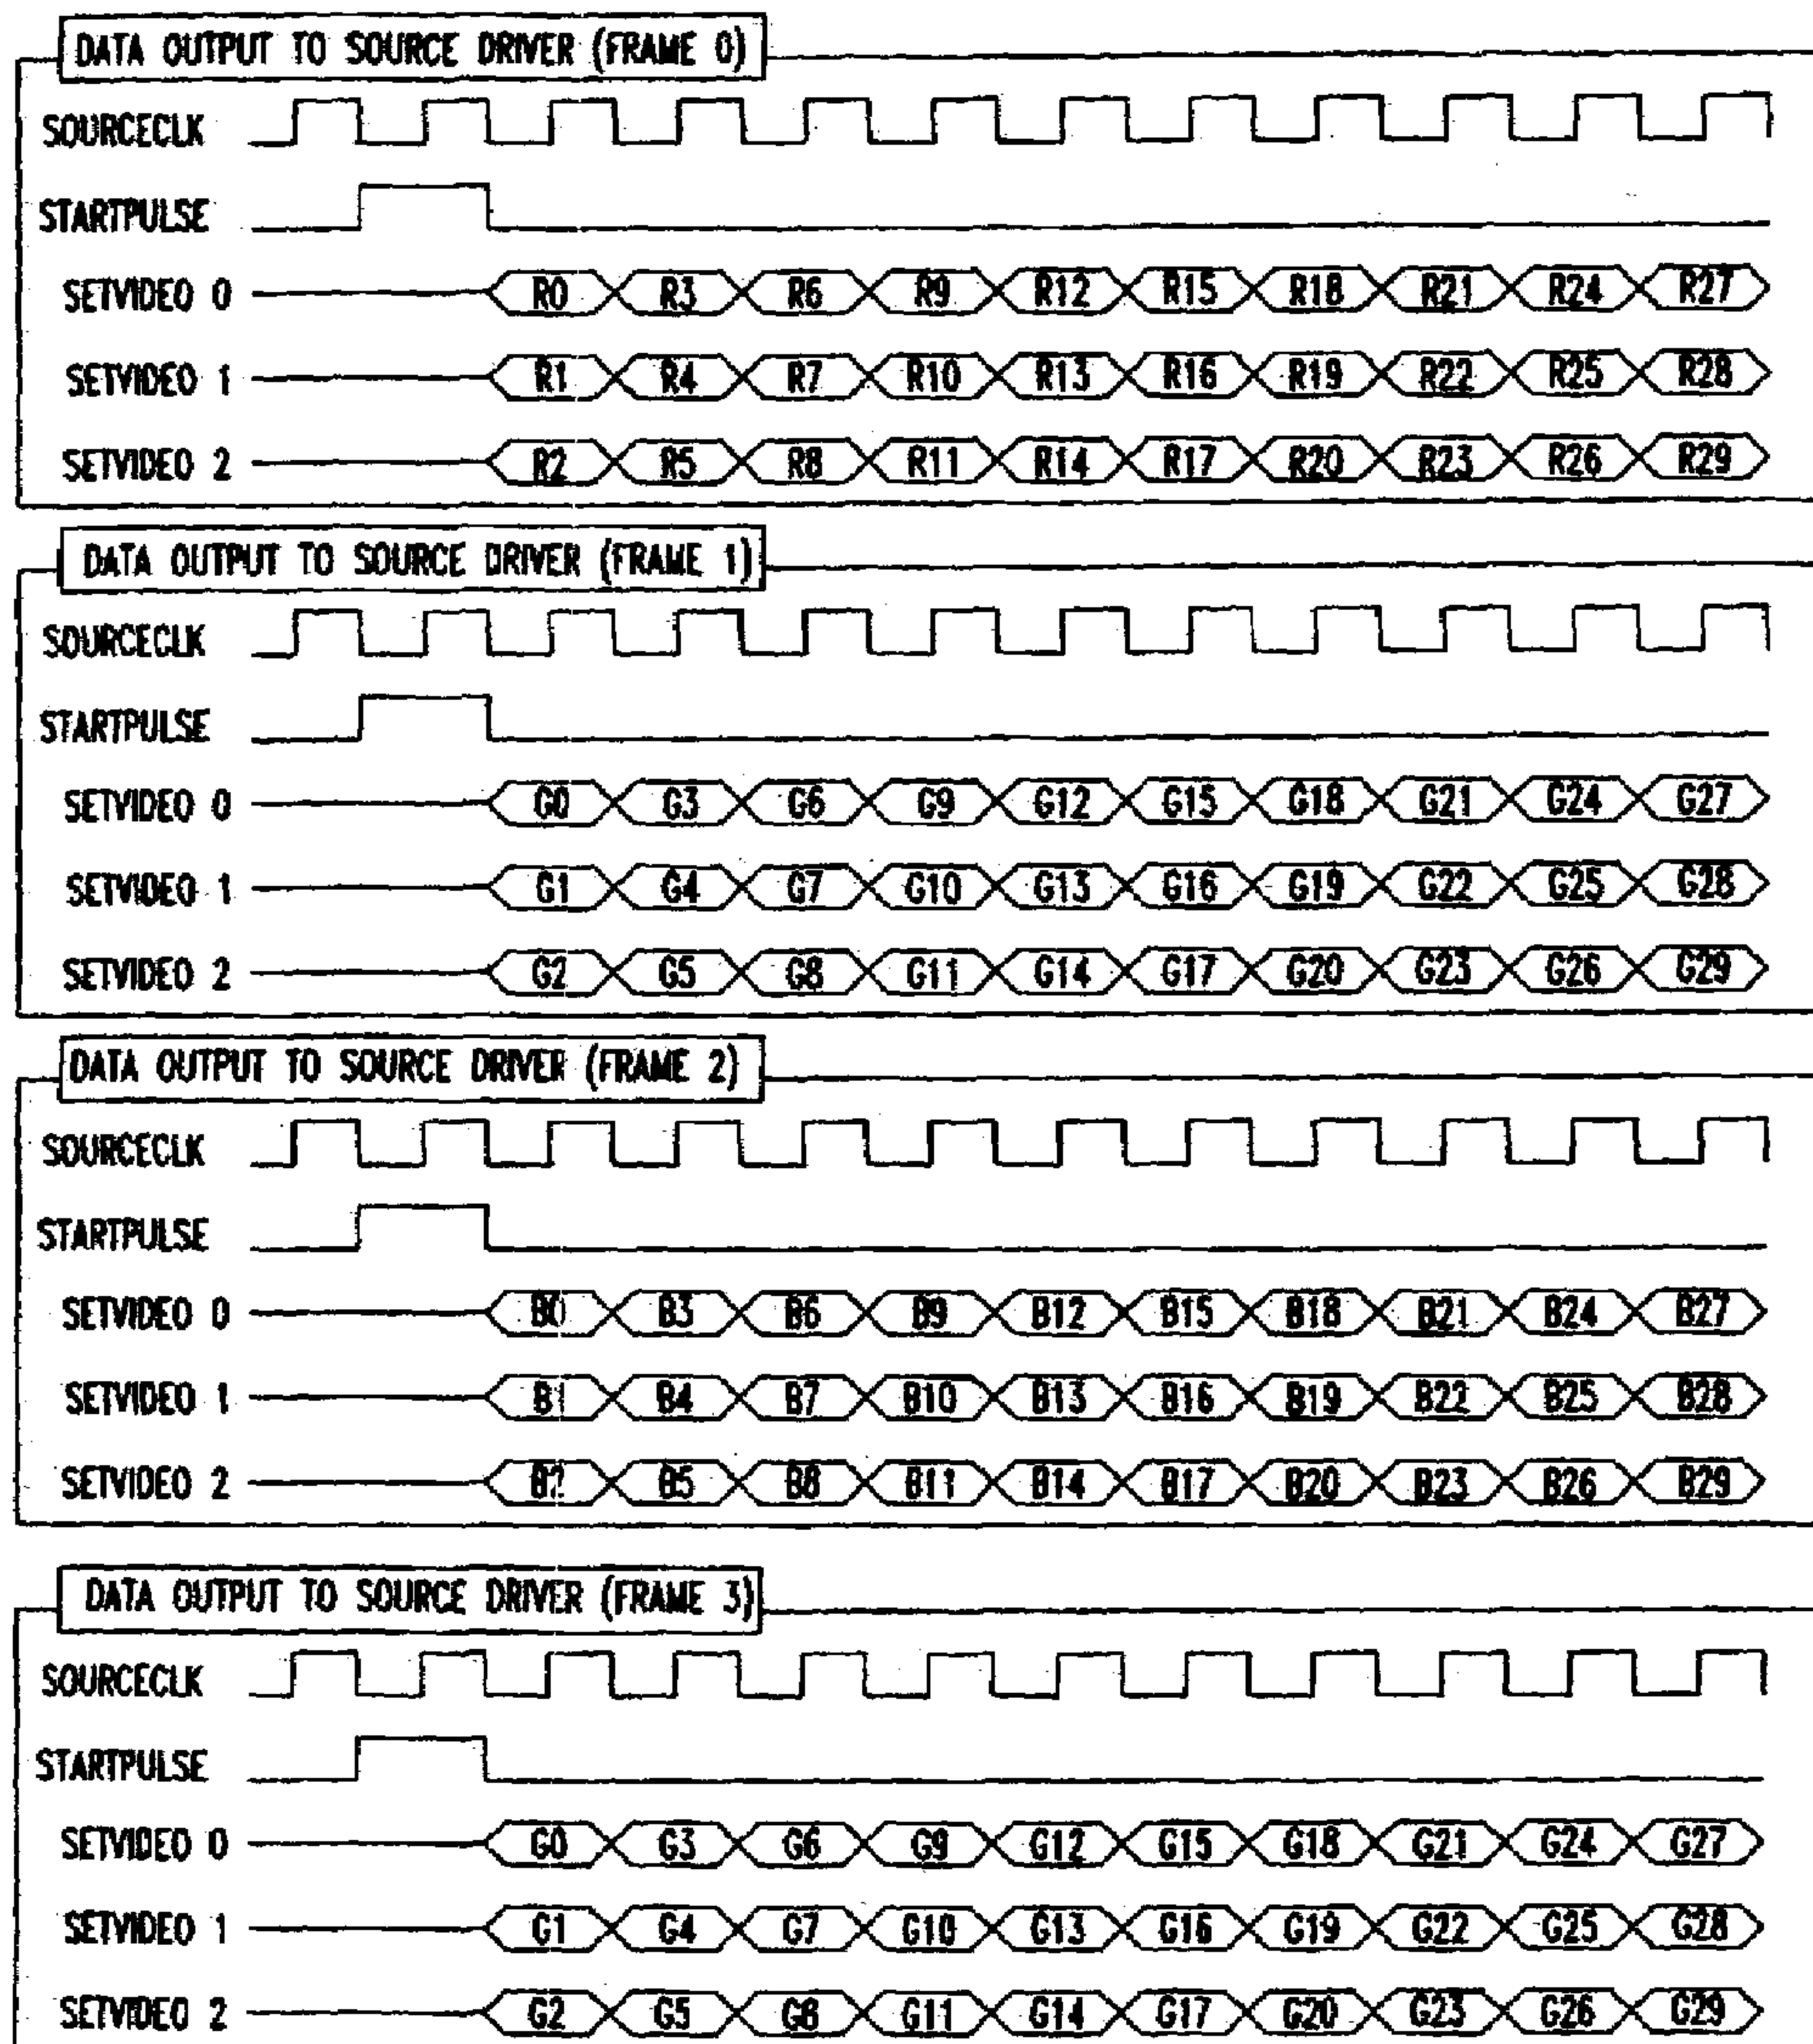 DATA OUTPUT TO SOURCE DRIVER (FRAME 0)
SOURCECLK
STARTPULSE
SETVIDEO 0 R0 R3 R6 R9 R12 R15 R18 R21 R24 R27
SETVIDEO 1 R1 R4 R7 R10 R13 R16 R19 R22 R25 R28
SETVIDEO 2 R2 R5 R8 R11 R14 R17 R20 R23 R26 R29
DATA OUTPUT TO SOURCE DRIVER (FRAME 1)
SOURCECLK
STARTPULSE
SETVIDEO 0 G0 G3 G6 G9 G12 G15 G18 G21 G24 G27
SETVIDEO 1 G1 G4 G7 G10 G13 G16 G19 G22 G25 G28
SETVIDEO 2 G2 G5 G8 G11 G14 G17 G20 G23 G26 G29
DATA OUTPUT TO SOURCE DRIVER (FRAME 2)
SOURCECLK
STARTPULSE
SETVIDEO 0 B0 B3 B6 B9 B12 B15 B18 B21 B24 B27
SETVIDEO 1 B1 B4 B7 B10 B13 B16 B19 B22 B25 B28
SETVIDEO 2 B2 B5 B8 B11 B14 B17 B20 B23 B26 B29
DATA OUTPUT TO SOURCE DRIVER (FRAME 3)
SOURCECLK
STARTPULSE
SETVIDEO 0 G0 G3 G6 G9 G12 G15 G18 G21 G24 G27
SETVIDEO 1 G1 G4 G7 G10 G13 G16 G19 G22 G25 G28
SETVIDEO 2 G2 G5 G8 G11 G14 G17 G20 G23 G26 G29